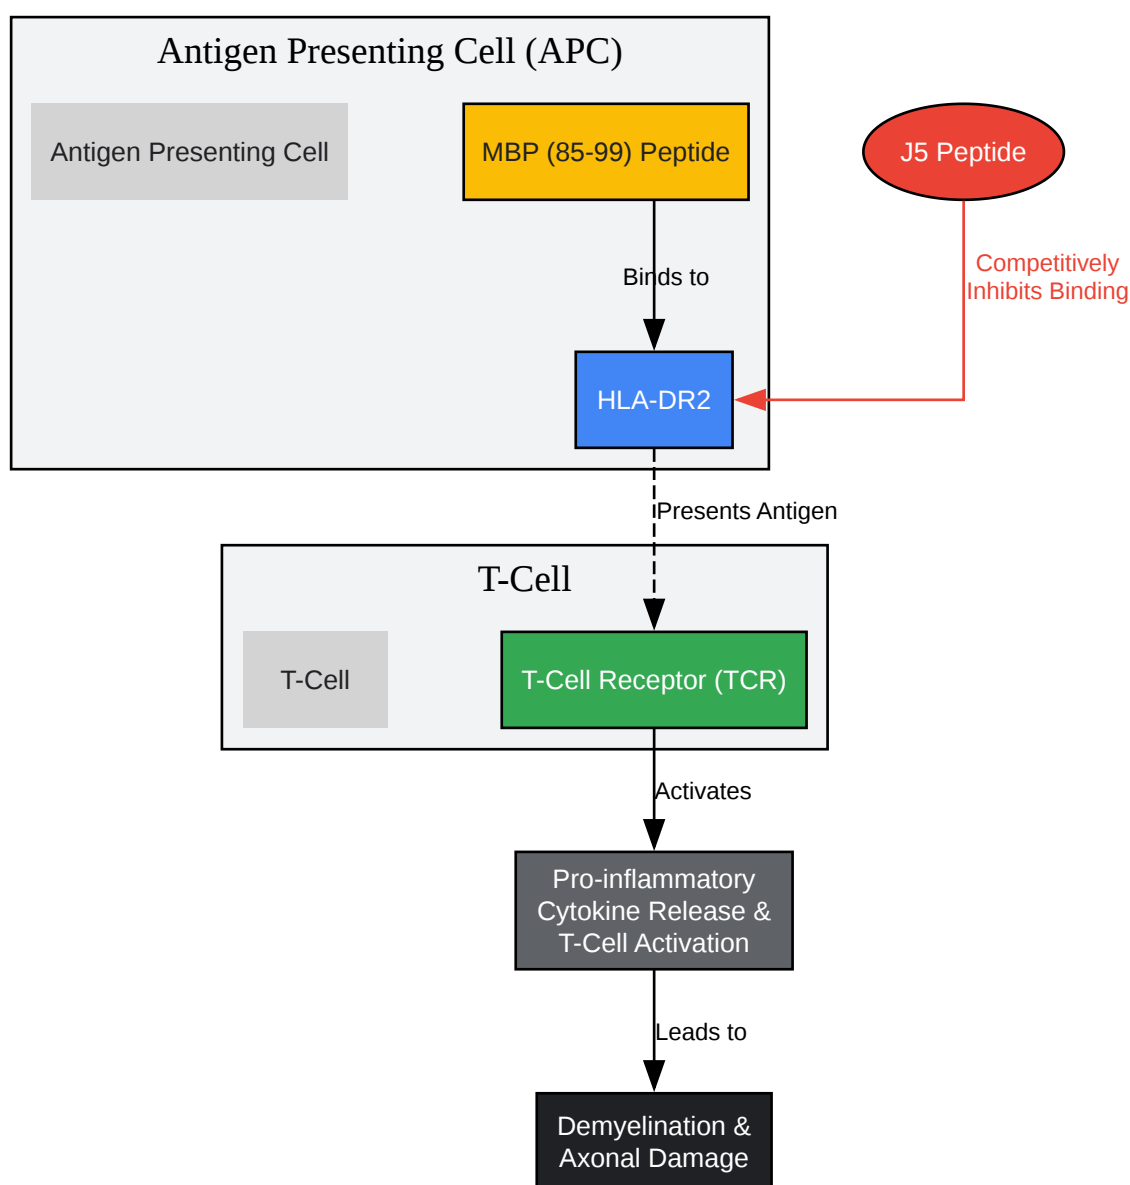 Antigen Presenting Cell (APC)
Antigen Presenting Cell
MBP (85-99) Peptide
J5 Peptide
Binds to
Competitively
Inhibits Binding
HLA-DR2
Presents Antigen
T-Cell
T-Cell
T-Cell Receptor (TCR)
Activates
Pro-inflammatory
Cytokine Release &
T-Cell Activation
Leads to
Demyelination &
Axonal Damage